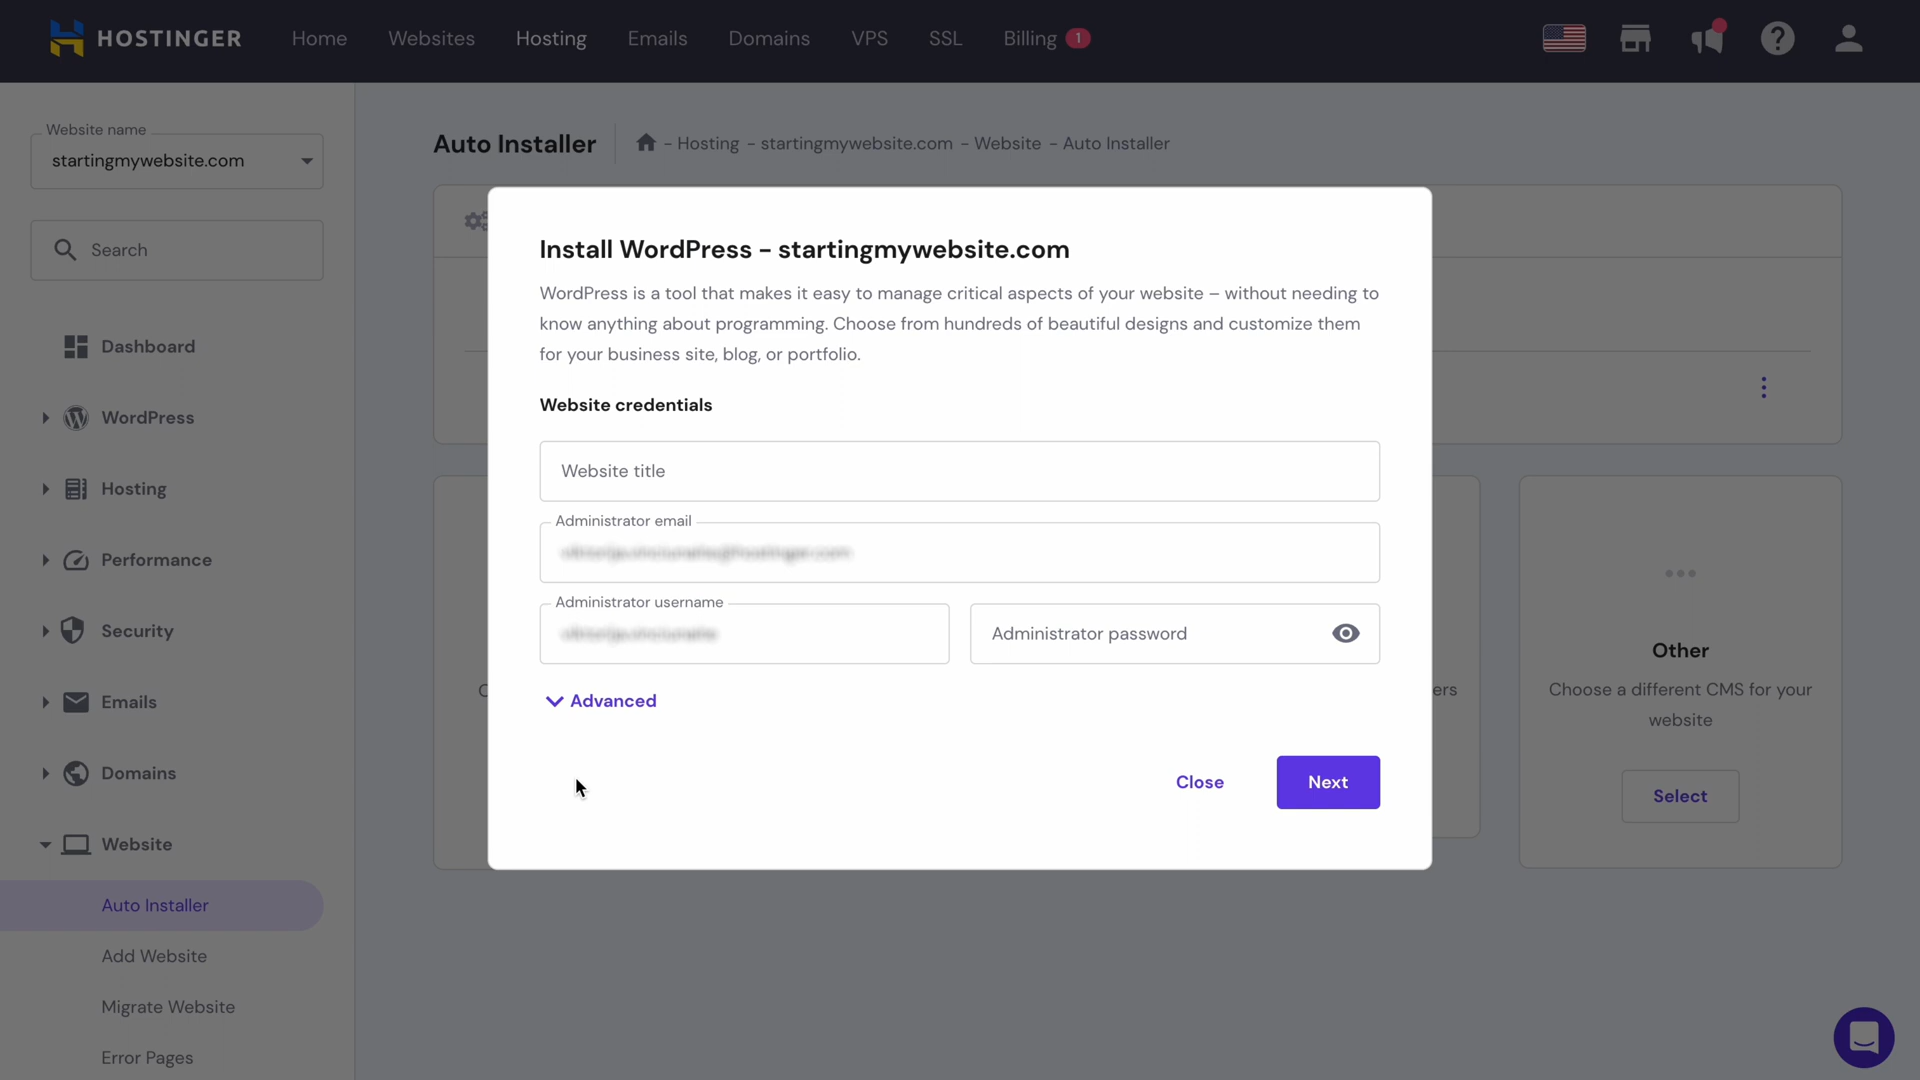 HOSTINGER
Home
Websites
Hosting
Emails
Domains
VPS
SSL
Billing 1
Website name
startingmywebsite.com
Search
Dashboard
WordPress
Hosting
Performance
Security
Emails
Domains
Website
Auto Installer
Add Website
Migrate Website
Error Pages
Auto Installer
- Hosting - startingmywebsite.com - Website - Auto Installer
Install WordPress – startingmywebsite.com
WordPress is a tool that makes it easy to manage critical aspects of your website – without needing to
know anything about programming. Choose from hundreds of beautiful designs and customize them
for your business site, blog, or portfolio.
Website credentials
Website title
Administrator email
Administrator username
Administrator password
Advanced
Close
Next
ers
Other
Choose a different CMS for your
website
Select